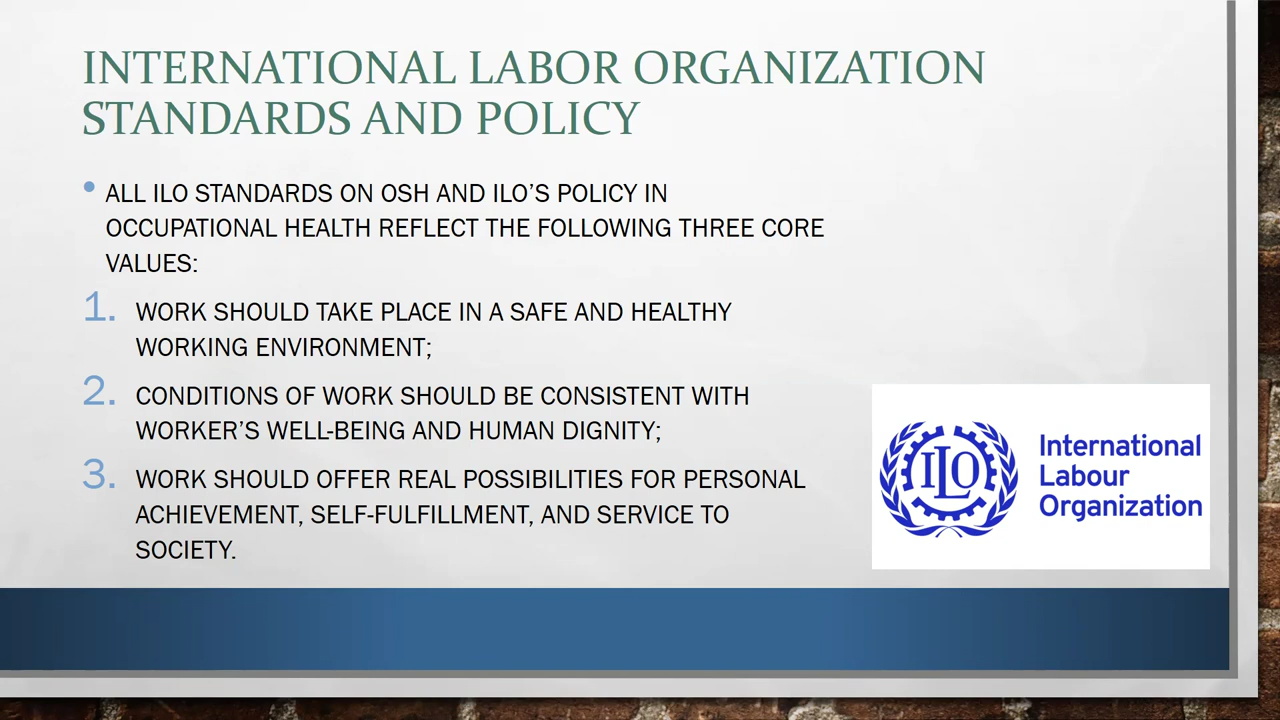 INTERNATIONAL LABOR ORGANIZATION
STANDARDS AND POLICY
• ALL ILO STANDARDS ON OSH AND ILO’S POLICY IN
OCCUPATIONAL HEALTH REFLECT THE FOLLOWING THREE CORE
VALUES:
1. WORK SHOULD TAKE PLACE IN A SAFE AND HEALTHY
WORKING ENVIRONMENT;
2. CONDITIONS OF WORK SHOULD BE CONSISTENT WITH
WORKER’S WELL-BEING AND HUMAN DIGNITY;
3. WORK SHOULD OFFER REAL POSSIBILITIES FOR PERSONAL
ACHIEVEMENT, SELF-FULFILLMENT, AND SERVICE TO
SOCIETY.
ILO
International
Labour
Organization